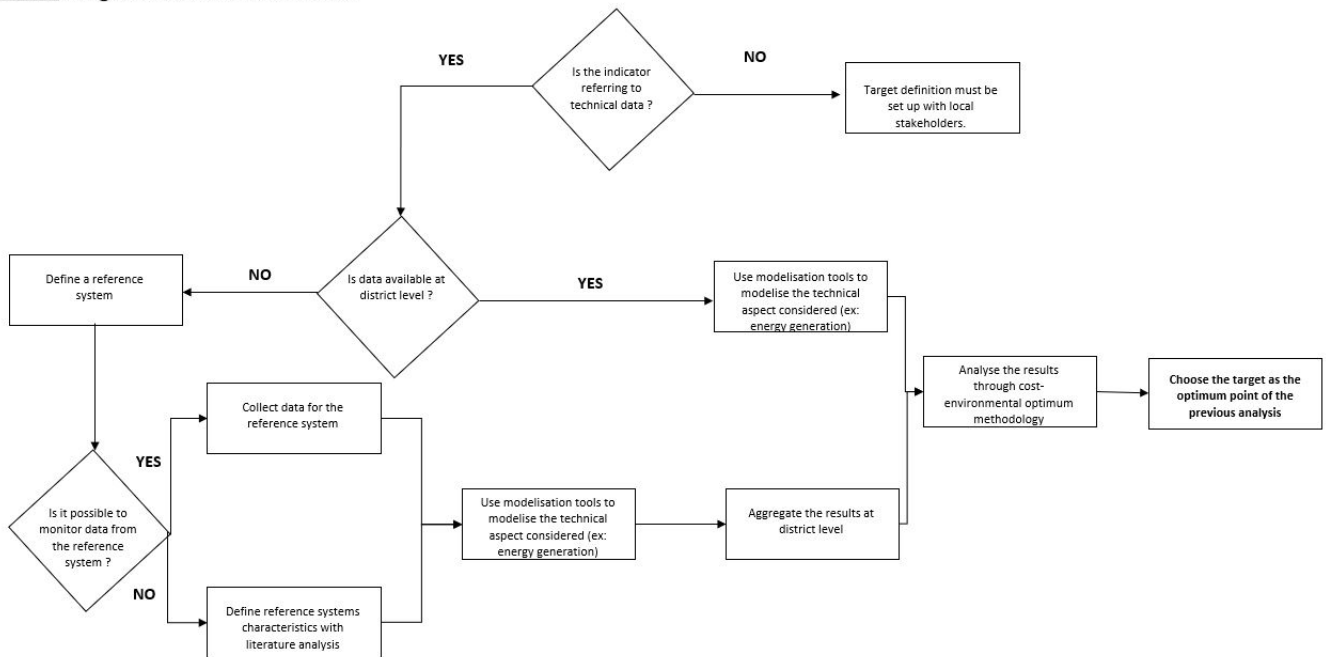 YES
NO
Is the indicator
referring to
technical data ?
Target definition must be
set up with local
stakeholders.
Define a reference
system
NO
Is data available at
district level ?
YES
Use modelisation tools to
modelise the technical
aspect considered (ex:
energy generation)
Analyse the results
through cost-
environmental optimum
methodology
Choose the target as the
optimum point of the
previous analysis
Collect data for the
reference system
YES
Is it possible to
monitor data from
the reference
system ?
NO
Use modelisation tools to
modelise the technical
aspect considered (ex:
energy generation)
Aggregate the results at
district level
Define reference systems
characteristics with
literature analysis